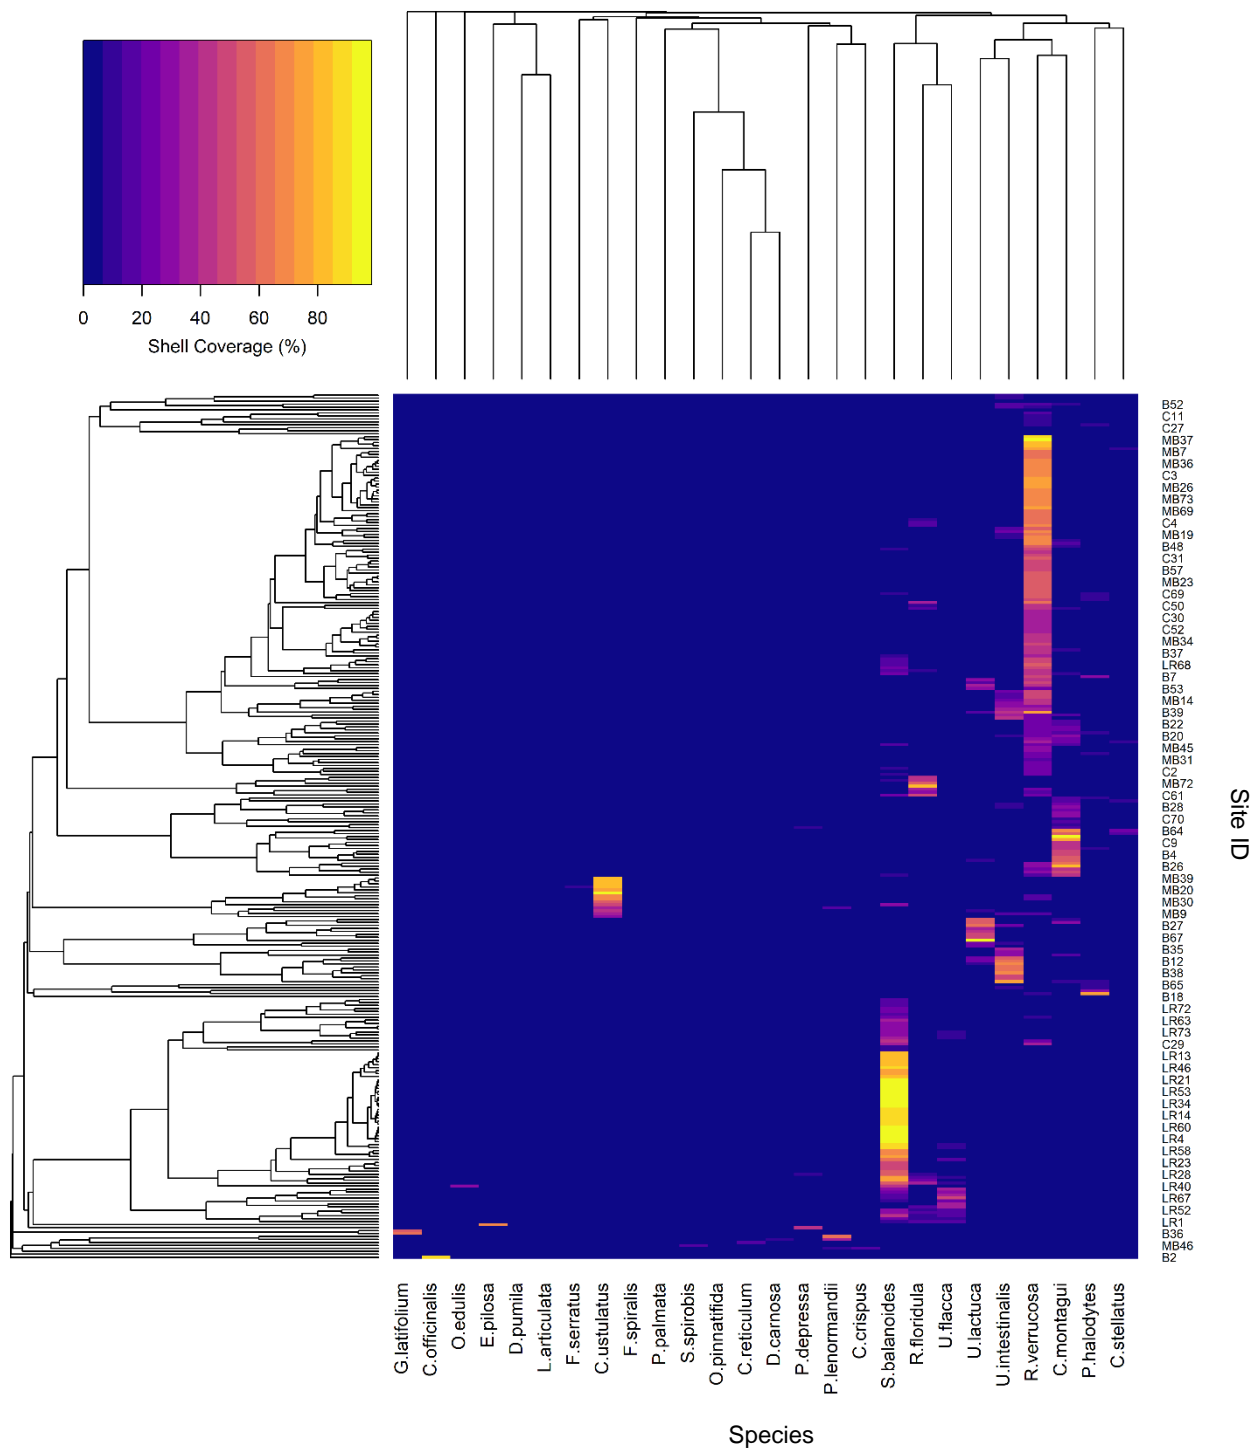 0 20 40 60 80
Shell Coverage (%)
B52
C11
C27
MB37
MB7
MB36
C3
MB26
MB73
MB69
C4
MB19
B48
C31
B57
MB23
C69
C50
C30
C52
MB34
B37
LR68
B7
B53
MB14
B39
B22
B20
MB45
MB31
C2
MB72
C61
B28
C70
B64
C9
B4
B26
MB39
MB20
MB30
MB9
B27
B67
B35
B12
B38
B65
B18
LR72
LR63
LR73
C29
LR13
LR46
LR21
LR53
LR34
LR14
LR60
LR4
LR58
LR23
LR28
LR40
LR67
LR52
LR1
B36
MB46
B2
Site ID
G.latifolium
C.officinalis
O.edulis
E.pilosa
D.pumila
L.articulata
F.serratus
C.ustulatus
F.spiralis
P.palmata
S.spirobis
O.pinnatifida
C.reticulum
D.carnosa
P.depressa
P.lenormandii
C.crispus
S.balanoides
R.floridula
U.flacca
U.lactuca
U.intestinalis
R.verrucosa
C.montagui
P.halodytes
C.stellatus
Species